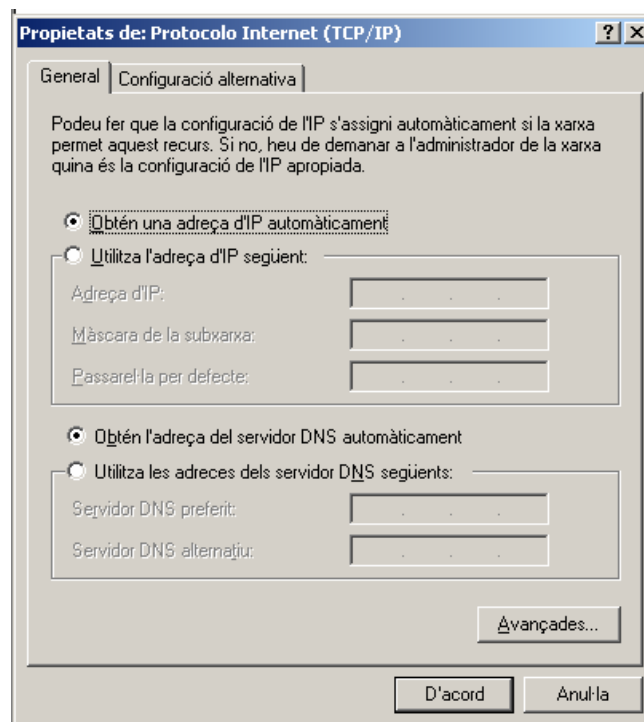 Propietats de: Protocolo Internet (TCP/IP)
General
Configuració alternativa
Podeu fer que la configuració de l'IP s'assigni automàticament si la xarxa
permet aquest recurs. Si no, heu de demanar a l'administrador de la xarxa
quina és la configuració de l'IP apropiada.
Obtén una adreça d'IP automàticament
Utilitza l'adreça d'IP següent:
Adreça d'IP:
Màscara de la subxarxa:
Passarel·la per defecte:
Obtén l'adreça del servidor DNS automàticament
Utilitza les adreces dels servidor DNS següents:
Servidor DNS preferit:
Servidor DNS alternatiu:
Avançades...
D'acord
Anul·la